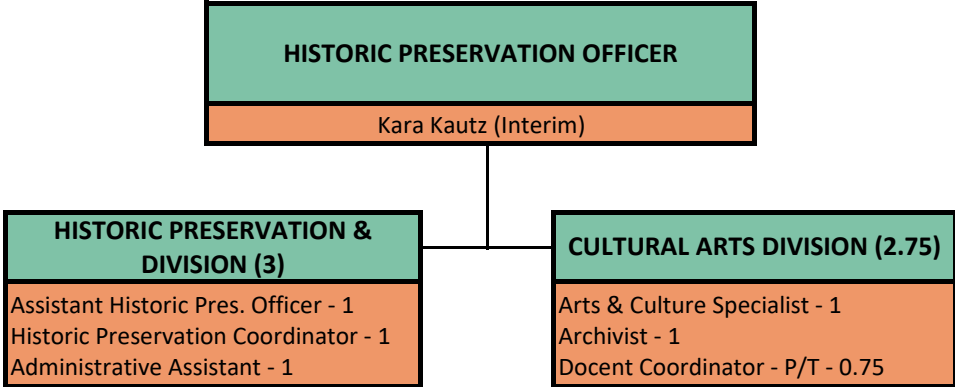 HISTORIC PRESERVATION OFFICER
Kara Kautz (Interim)
HISTORIC PRESERVATION &
DIVISION (3)
Assistant Historic Pres. Officer - 1
Historic Preservation Coordinator - 1
Administrative Assistant - 1
CULTURAL ARTS DIVISION (2.75)
Arts & Culture Specialist - 1
Archivist - 1
Docent Coordinator - P/T - 0.75